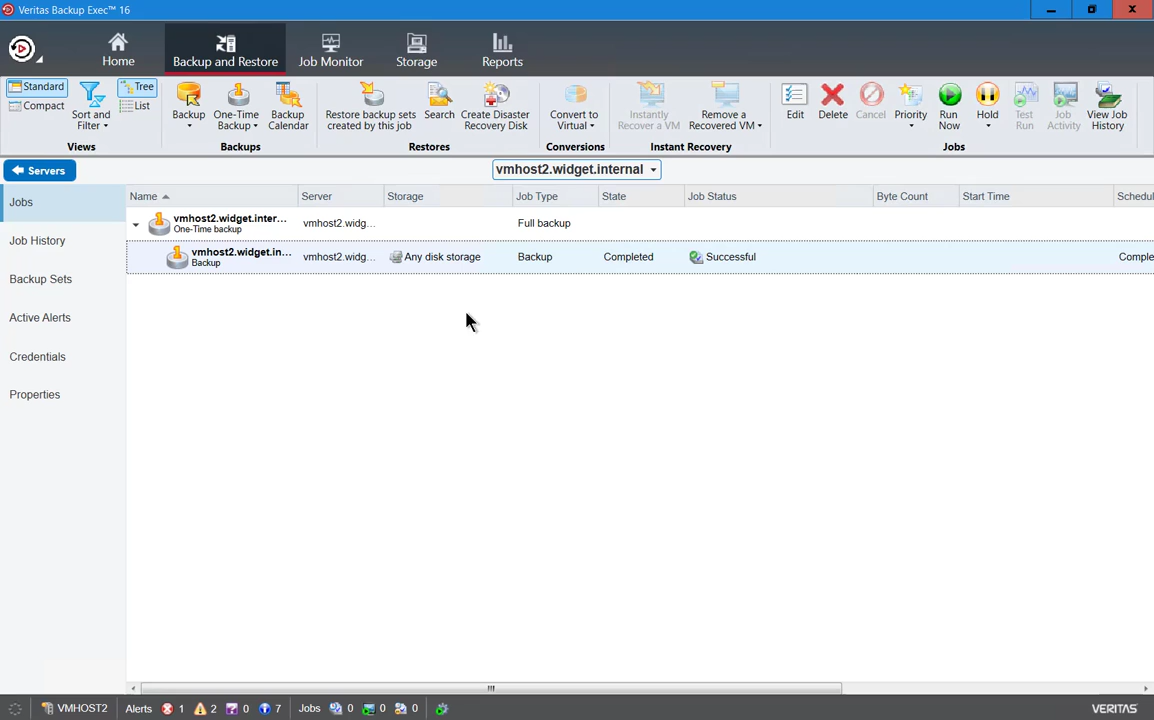 Veritas Backup Exec™ 16
Home
Backup and Restore
Job Monitor
Storage
Reports
Standard
Compact
Sort and
Filter
Tree
List
Views
Backup
One-Time
Backup
Backup
Calendar
Backups
Restore backup sets
created by this job
Search
Create Disaster
Recovery Disk
Restores
Convert to
Virtual
Conversions
Instantly
Recover a VM
Remove a
Recovered VM
Instant Recovery
Edit
Delete
Cancel
Priority
Run
Now
Hold
Test
Run
Job
Activity
View Job
History
Jobs
Servers
vmhost2.widget.internal
Jobs
Job History
Backup Sets
Active Alerts
Credentials
Properties
Name Server Storage Job Type State Job Status Byte Count Start Time Schedul
vmhost2.widget.inter... vmhost2.widg... Full backup
One-Time backup
vmhost2.widget.in... vmhost2.widg... Any disk storage Backup Completed Successful Comple
Backup
VMHOST2 Alerts 1 2 0 7 Jobs 0 0 0 VERITAS